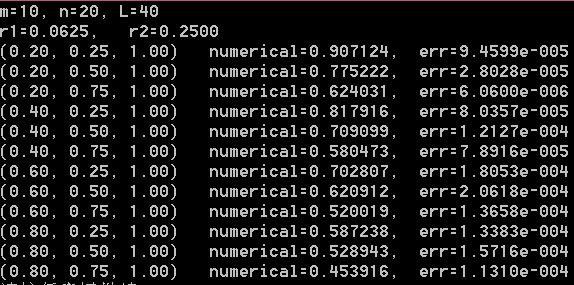 m=10, n=20, L=40
r1=0.0625,   r2=0.2500
(0.20, 0.25, 1.00)   numerical=0.907124,  err=9.4599e-005
(0.20, 0.50, 1.00)   numerical=0.775222,  err=2.8028e-005
(0.20, 0.75, 1.00)   numerical=0.624031,  err=6.0600e-006
(0.40, 0.25, 1.00)   numerical=0.817916,  err=8.0357e-005
(0.40, 0.50, 1.00)   numerical=0.709099,  err=1.2127e-004
(0.40, 0.75, 1.00)   numerical=0.580473,  err=7.8916e-005
(0.60, 0.25, 1.00)   numerical=0.702807,  err=1.8053e-004
(0.60, 0.50, 1.00)   numerical=0.620912,  err=2.0618e-004
(0.60, 0.75, 1.00)   numerical=0.520019,  err=1.3658e-004
(0.80, 0.25, 1.00)   numerical=0.587238,  err=1.3383e-004
(0.80, 0.50, 1.00)   numerical=0.528943,  err=1.5716e-004
(0.80, 0.75, 1.00)   numerical=0.453916,  err=1.1310e-004